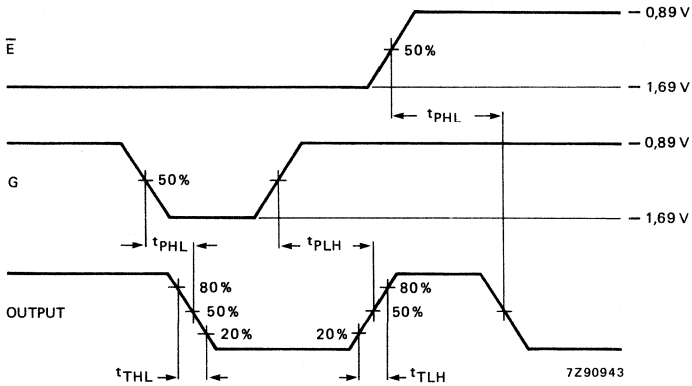 – 0,89 V
E
50%
– 1,69 V
tPHL
– 0,89 V
G
50%
– 1,69 V
tPHL
tPLH
80%
80%
OUTPUT
50%
50%
20%
20%
tTHL
tTLH
7Z90943